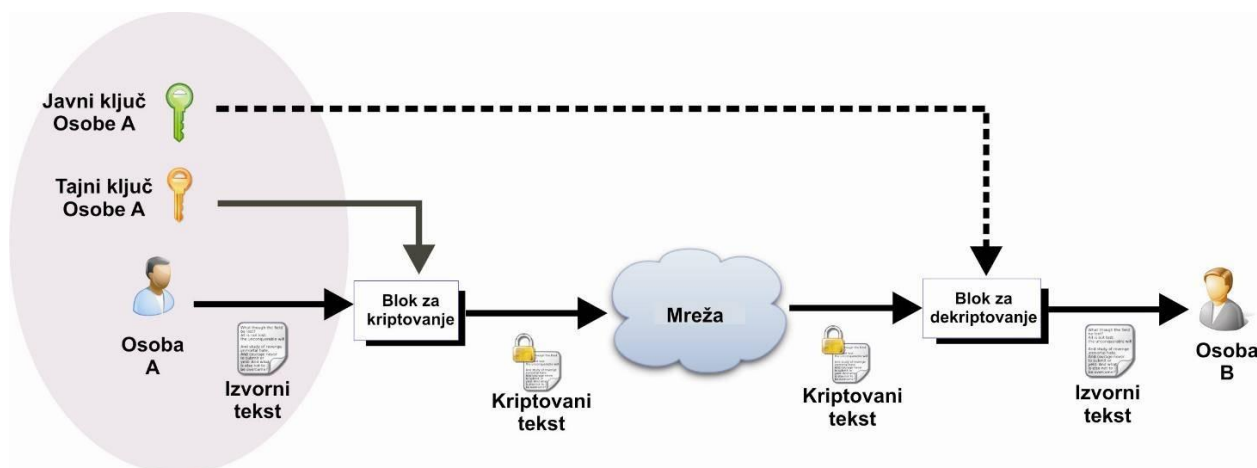 Javni ključ
Osobe A
Tajni ključ
Osobe A
Osoba
A
Izvorni
tekst
Blok za
kriptovanje
Kriptovani
tekst
Mreža
Kriptovani
tekst
Blok za
dekriptovanje
Izvorni
tekst
Osoba
B